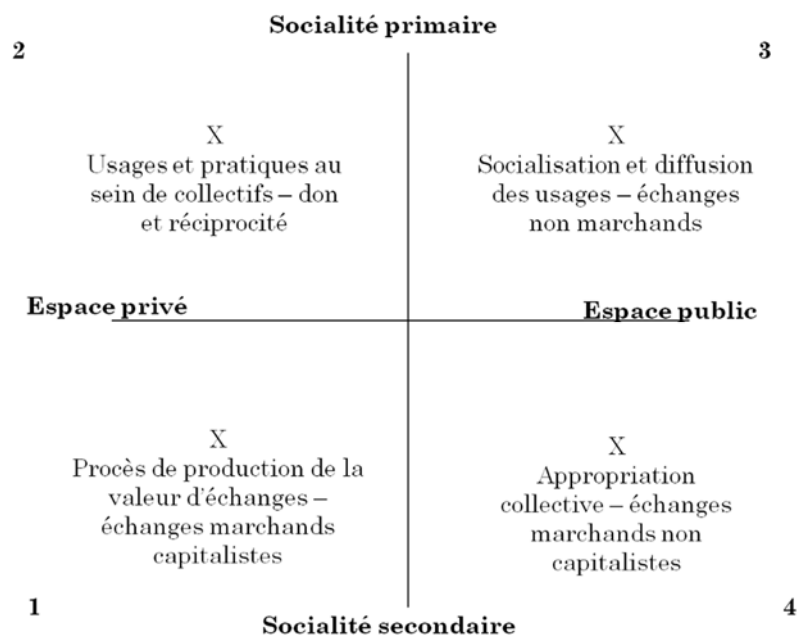 Socialité primaire
2
3
X
Usages et pratiques au
sein de collectifs – don
et réciprocité
X
Socialisation et diffusion
des usages – échanges
non marchands
Espace privé
Espace public
X
Procès de production de la
valeur d'échanges –
échanges marchands
capitalistes
X
Appropriation
collective – échanges
marchands non
capitalistes
1
Socialité secondaire
4